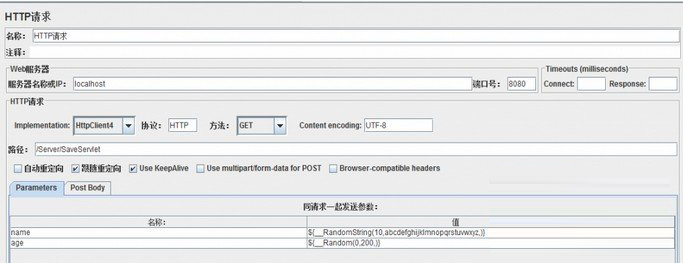 HTTP请求
名称: HTTP请求
注释:
Web服务器
服务器名称或IP: localhost 端口号: 8080
Timeouts (milliseconds)
Connect: Response:
HTTP请求
Implementation: HttpClient4 协议: HTTP 方法: GET Content encoding: UTF-8
路径: /Server/SaveServlet
自动重定向 跟随重定向 Use KeepAlive Use multipart/form-data for POST Browser-compatible headers
Parameters Post Body
同请求一起发送参数:
名称: 值
name ${__RandomString(10,abcdefghijklmnopqrstuvwxyz,)}
age ${__Random(0,200,)}